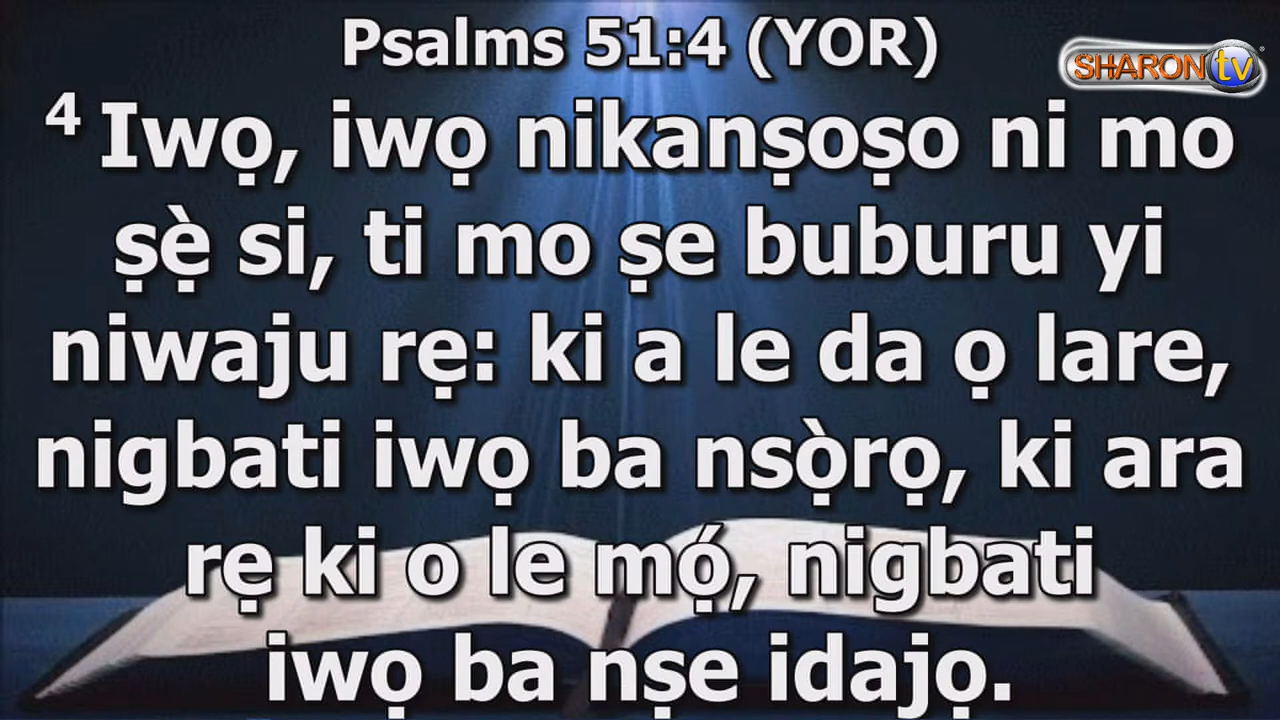 Psalms 51:4 (YOR)
SHARON tv
⁴ Iwọ, iwọ nikanṣoṣo ni mo
ṣẹ̀ si, ti mo ṣe buburu yi
niwaju rẹ: ki a le da ọ lare,
nigbati iwọ ba nsọ̀rọ, ki ara
rẹ ki o le mọ́, nigbati
iwọ ba nṣe idajọ.